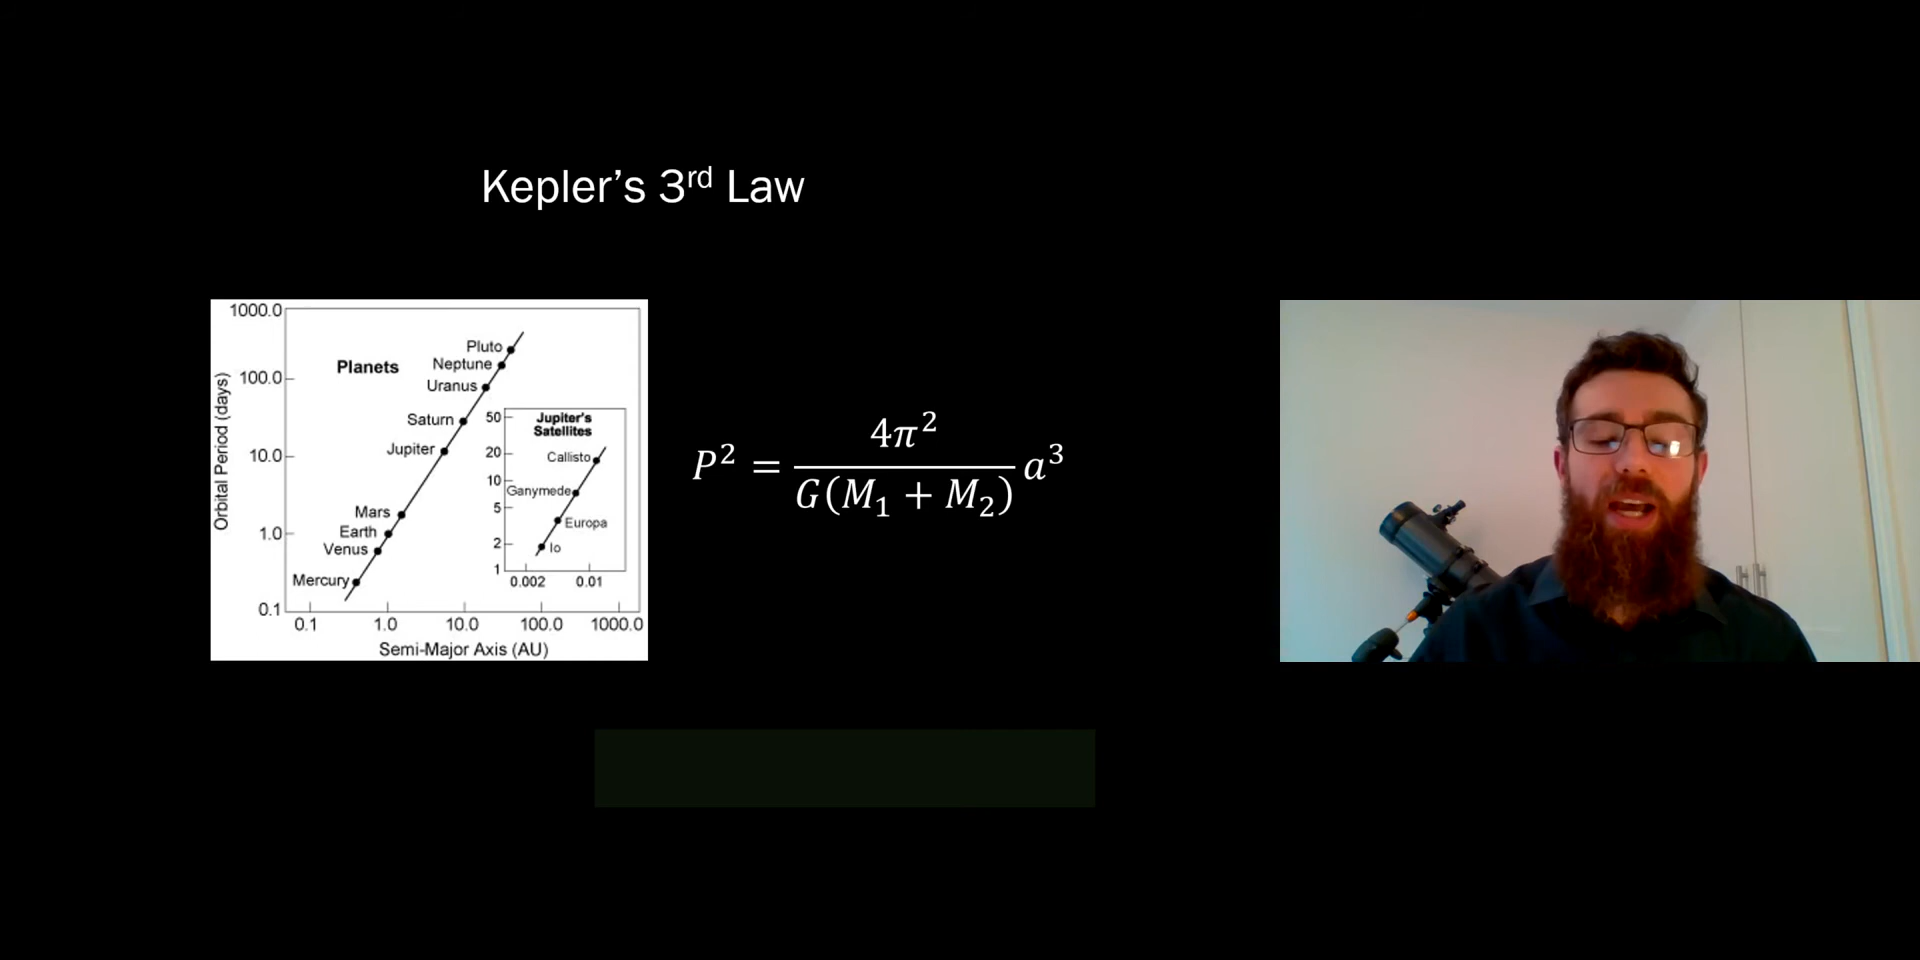 Kepler's 3rd Law
1000.0
100.0
10.0
1.0
0.1
Orbital Period (days)
Planets
Pluto
Neptune
Uranus
Saturn
Jupiter
Mars
Earth
Venus
Mercury
0.1 1.0 10.0 100.0 1000.0
Semi-Major Axis (AU)
Jupiter's
Satellites
50
20
10
5
2
1
Callisto
Ganymede
Europa
Io
0.002 0.01
P² = 4π² / G(M₁ + M₂) a³